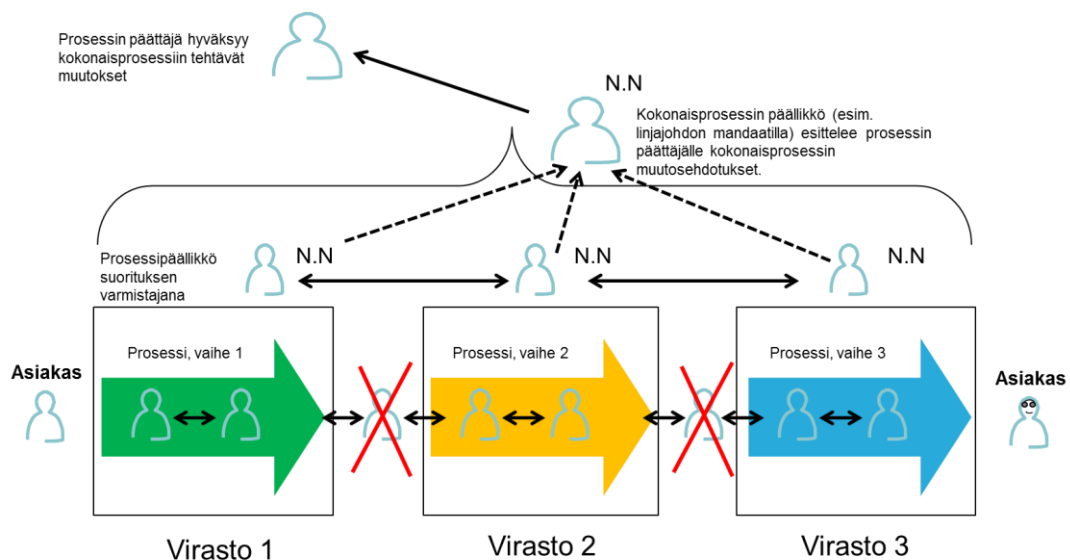 Prosessin päättäjä hyväksyy
kokonaisprosessiin tehtävät
muutokset
N.N
Kokonaisprosessin päällikkö (esim.
linjajohdon mandaatilla) esittelee prosessin
päättäjälle kokonaisprosessin
muutosehdotukset.
Prosessipäällikkö
suorituksen
varmistajana
N.N
N.N
N.N
Prosessi, vaihe 1
Prosessi, vaihe 2
Prosessi, vaihe 3
Asiakas
Asiakas
Virasto 1
Virasto 2
Virasto 3